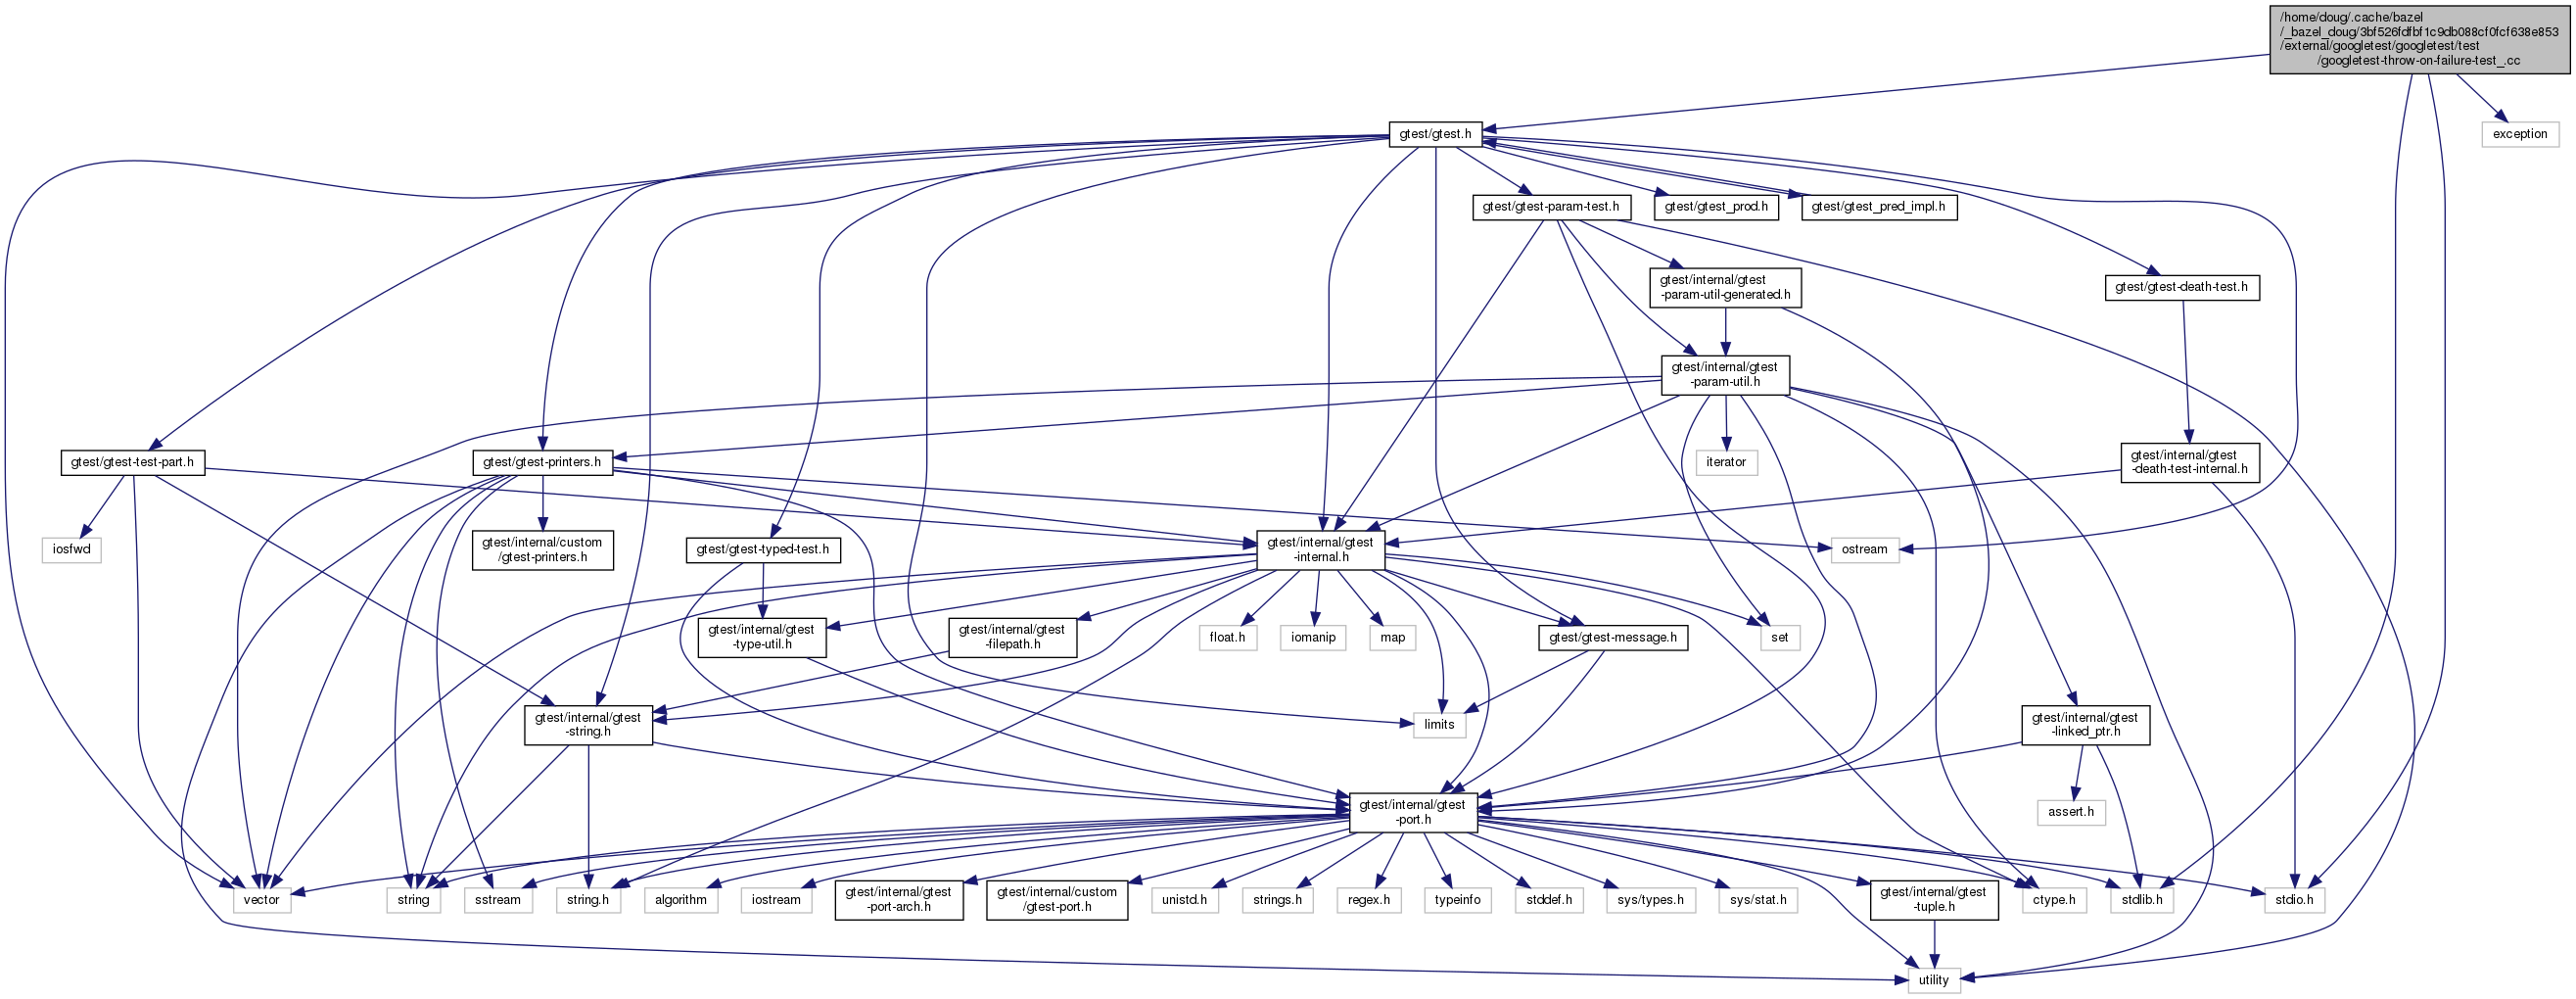 /home/doug/.cache/bazel
/_bazel_doug/3bf526fdfbf1c9db088cf0fcf638e853
/external/googletest/googletest/test
/googletest-throw-on-failure-test_.cc
gtest/gtest.h
exception
gtest/gtest-param-test.h
gtest/gtest_prod.h
gtest/gtest_pred_impl.h
gtest/internal/gtest
-param-util-generated.h
gtest/gtest-death-test.h
gtest/internal/gtest
-param-util.h
gtest/gtest-test-part.h
gtest/gtest-printers.h
iterator
gtest/internal/gtest
-death-test-internal.h
iosfwd
gtest/internal/custom
/gtest-printers.h
gtest/gtest-typed-test.h
gtest/internal/gtest
-internal.h
ostream
gtest/internal/gtest
-type-util.h
gtest/internal/gtest
-filepath.h
float.h
iomanip
map
gtest/gtest-message.h
set
gtest/internal/gtest
-string.h
limits
gtest/internal/gtest
-linked_ptr.h
gtest/internal/gtest
-port.h
assert.h
vector
string
sstream
string.h
algorithm
iostream
gtest/internal/gtest
-port-arch.h
gtest/internal/custom
/gtest-port.h
unistd.h
strings.h
regex.h
typeinfo
stddef.h
sys/types.h
sys/stat.h
gtest/internal/gtest
-tuple.h
ctype.h
stdlib.h
stdio.h
utility